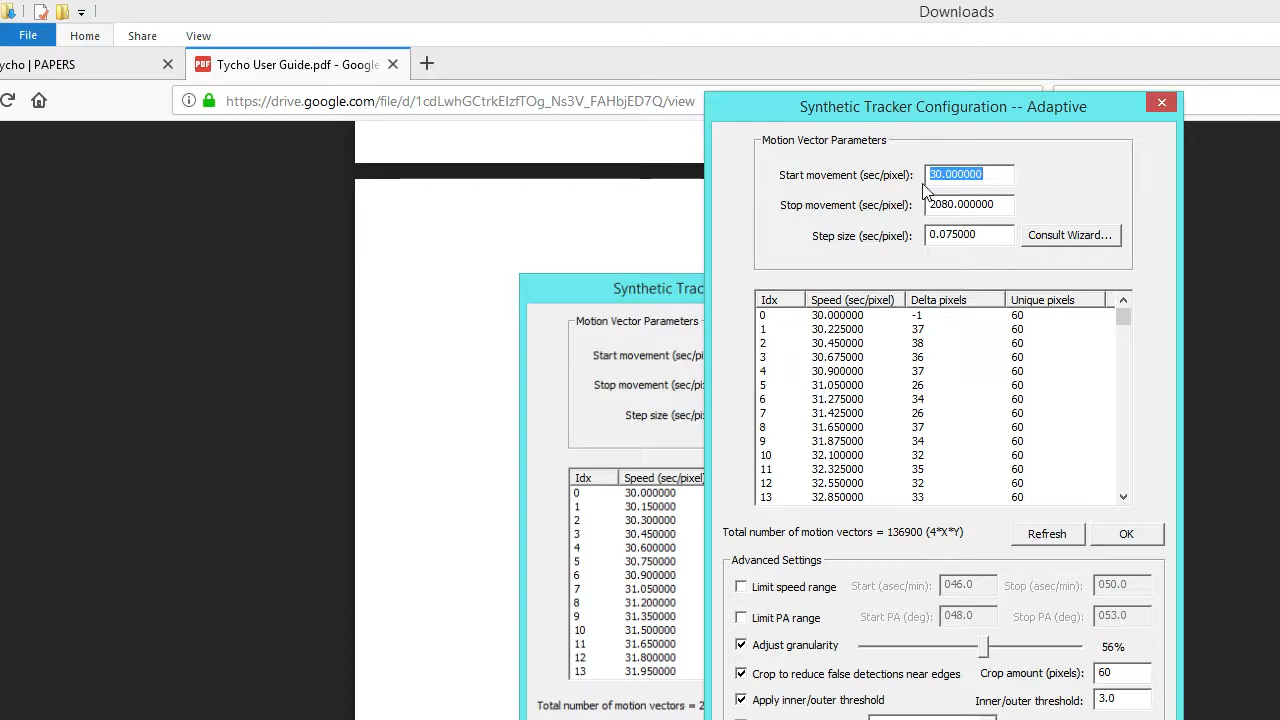 Downloads
File Home Share View
ycho | PAPERS
PDF Tycho User Guide.pdf - Google
https://drive.google.com/file/d/1cdLwhGCtrkEIzfTOg_Ns3V_FAHbjED7Q/view
Synthetic Tracker Configuration -- Adaptive
Motion Vector Parameters
Start movement (sec/pixel): 30.000000
Stop movement (sec/pixel): 2080.000000
Step size (sec/pixel): 0.075000 Consult Wizard...
Idx Speed (sec/pixel) Delta pixels Unique pixels
0 30.000000 -1 60
1 30.225000 37 60
2 30.450000 38 60
3 30.675000 36 60
4 30.900000 37 60
5 31.050000 26 60
6 31.275000 34 60
7 31.425000 26 60
8 31.650000 37 60
9 31.875000 34 60
10 32.100000 32 60
11 32.325000 35 60
12 32.550000 32 60
13 32.850000 33 60
Total number of motion vectors = 136900 (4*X*Y) Refresh OK
Advanced Settings
Limit speed range Start (asec/min): 046.0 Stop (asec/min): 050.0
Limit PA range Start PA (deg): 048.0 Stop PA (deg): 053.0
Adjust granularity 56%
Crop to reduce false detections near edges Crop amount (pixels): 60
Apply inner/outer threshold Inner/outer threshold: 3.0
Synthetic Trac
Motion Vector Parameters
Start movement (sec/pi
Stop movement (sec/pi
Step size (sec/pi
Idx Speed (sec/pixel)
0 30.000000
1 30.150000
2 30.300000
3 30.450000
4 30.600000
5 30.750000
6 30.900000
7 31.050000
8 31.200000
9 31.350000
10 31.500000
11 31.650000
12 31.800000
13 31.950000
Total number of motion vectors = 2